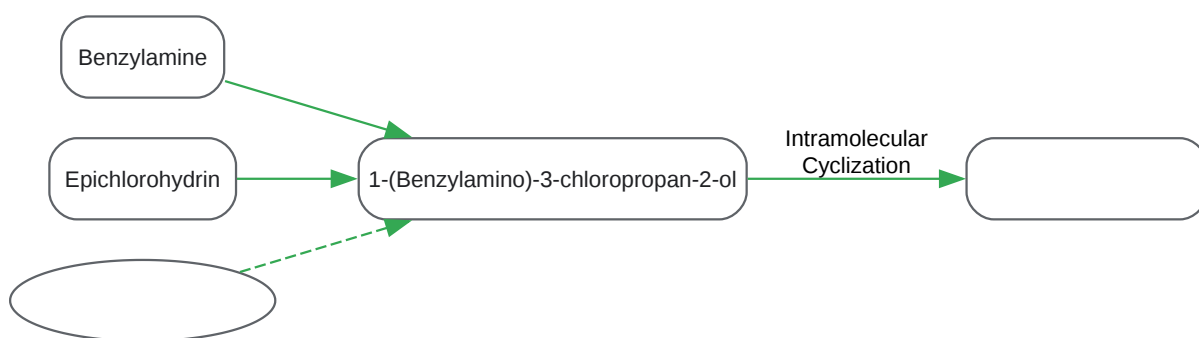 Benzylamine
Epichlorohydrin
1-(Benzylamino)-3-chloropropan-2-ol
Intramolecular
Cyclization